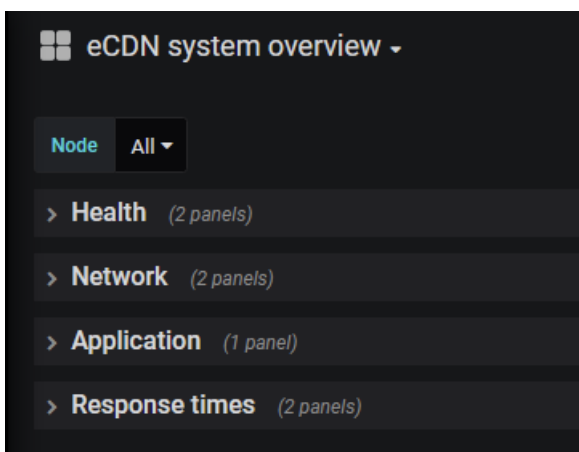 eCDN system overview
Node All
Health (2 panels)
Network (2 panels)
Application (1 panel)
Response times (2 panels)